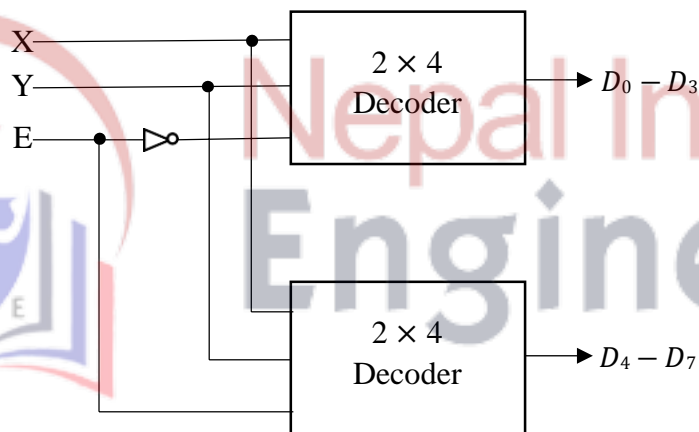 X
Y
E
2 × 4
Decoder
D₀ − D₃
2 × 4
Decoder
D₄ − D₇
Nepal In
Engine
E